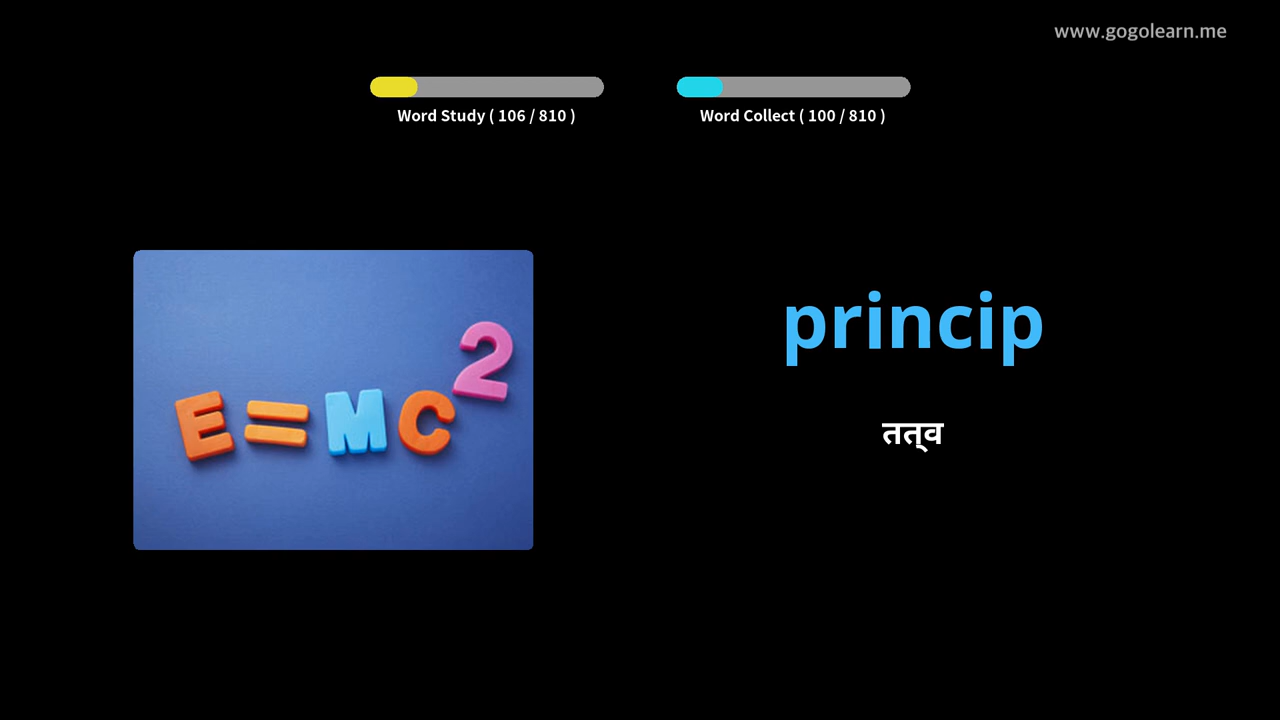 www.gogolearn.me
Word Study ( 106 / 810 )
Word Collect ( 100 / 810 )
E=MC²
princip
तत्व